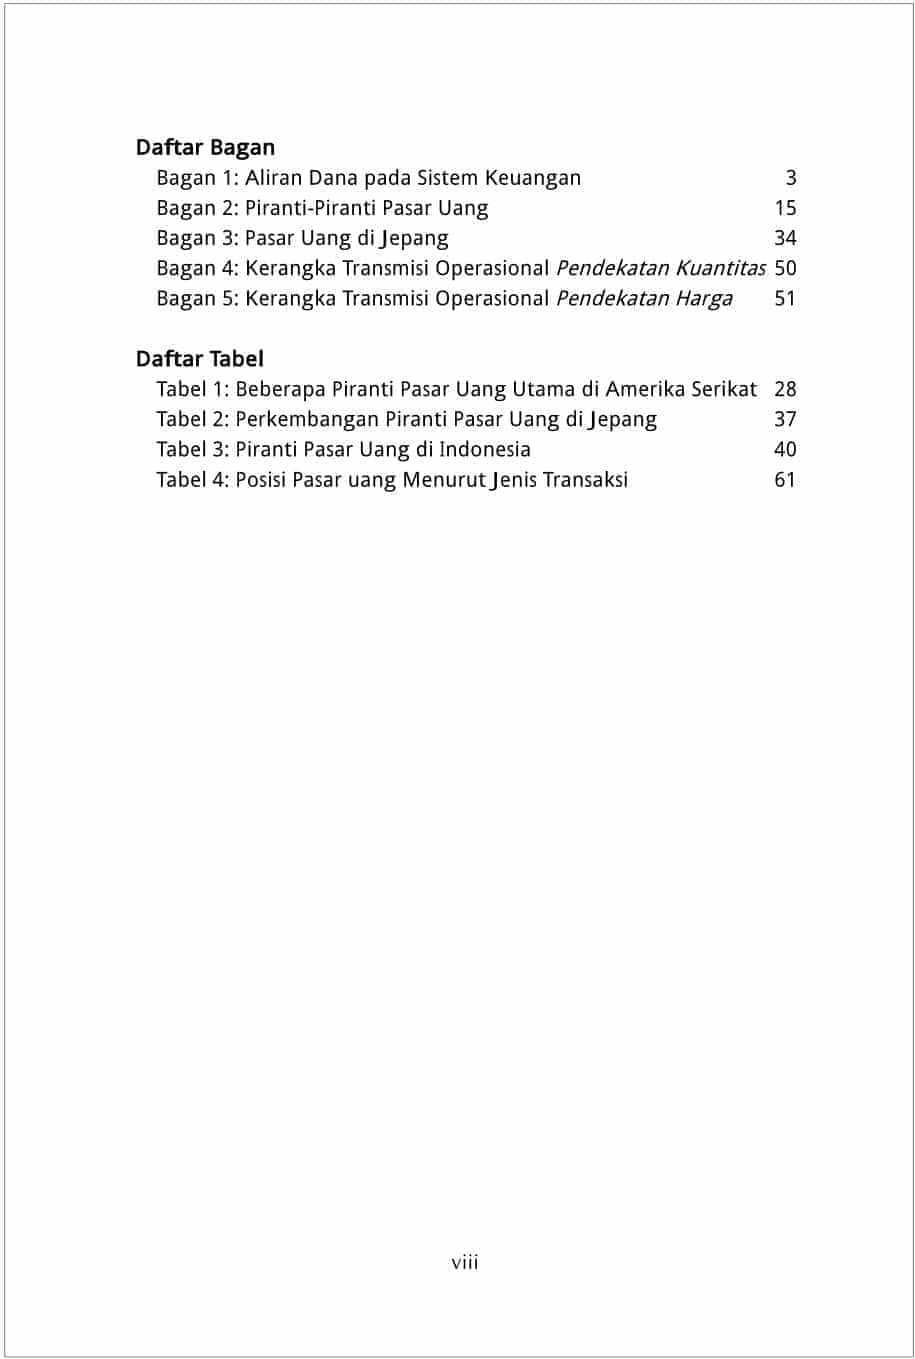 Daftar Bagan
Bagan 1: Aliran Dana pada Sistem Keuangan 3
Bagan 2: Piranti-Piranti Pasar Uang 15
Bagan 3: Pasar Uang di Jepang 34
Bagan 4: Kerangka Transmisi Operasional Pendekatan Kuantitas 50
Bagan 5: Kerangka Transmisi Operasional Pendekatan Harga 51
Daftar Tabel
Tabel 1: Beberapa Piranti Pasar Uang Utama di Amerika Serikat 28
Tabel 2: Perkembangan Piranti Pasar Uang di Jepang 37
Tabel 3: Piranti Pasar Uang di Indonesia 40
Tabel 4: Posisi Pasar uang Menurut Jenis Transaksi 61
viii